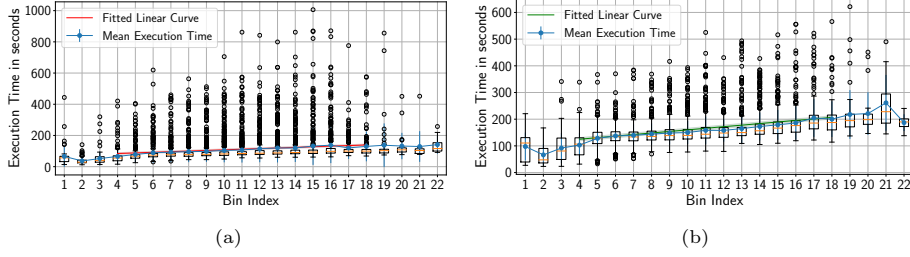 1000
800
600
400
200
0
Execution Time in seconds
Fitted Linear Curve
Mean Execution Time
1 2 3 4 5 6 7 8 9 10 11 12 13 14 15 16 17 18 19 20 21 22
Bin Index
(a)
600
500
400
300
200
100
0
Execution Time in seconds
Fitted Linear Curve
Mean Execution Time
1 2 3 4 5 6 7 8 9 10 11 12 13 14 15 16 17 18 19 20 21 22
Bin Index
(b)